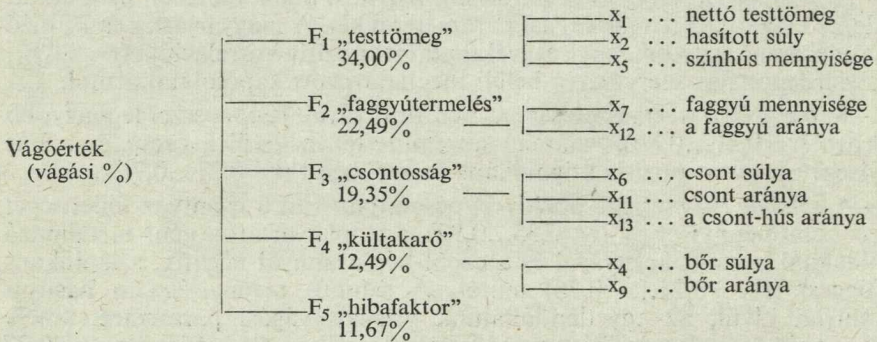 x₁ ... nettó testtömeg
F₁ „testtömeg” x₂ ... hasított súly
34,00% x₅ ... színhús mennyisége
F₂ „faggyútermelés” x₇ ... faggyú mennyisége
22,49% x₁₂ ... a faggyú aránya
Vágóérték
(vágási %)
F₃ „csontosság” x₆ ... csont súlya
19,35% x₁₁ ... csont aránya
x₁₃ ... a csont-hús aránya
F₄ „kültakaró”
12,49% x₄ ... bőr súlya
x₉ ... bőr aránya
F₅ „hibafaktor”
11,67%